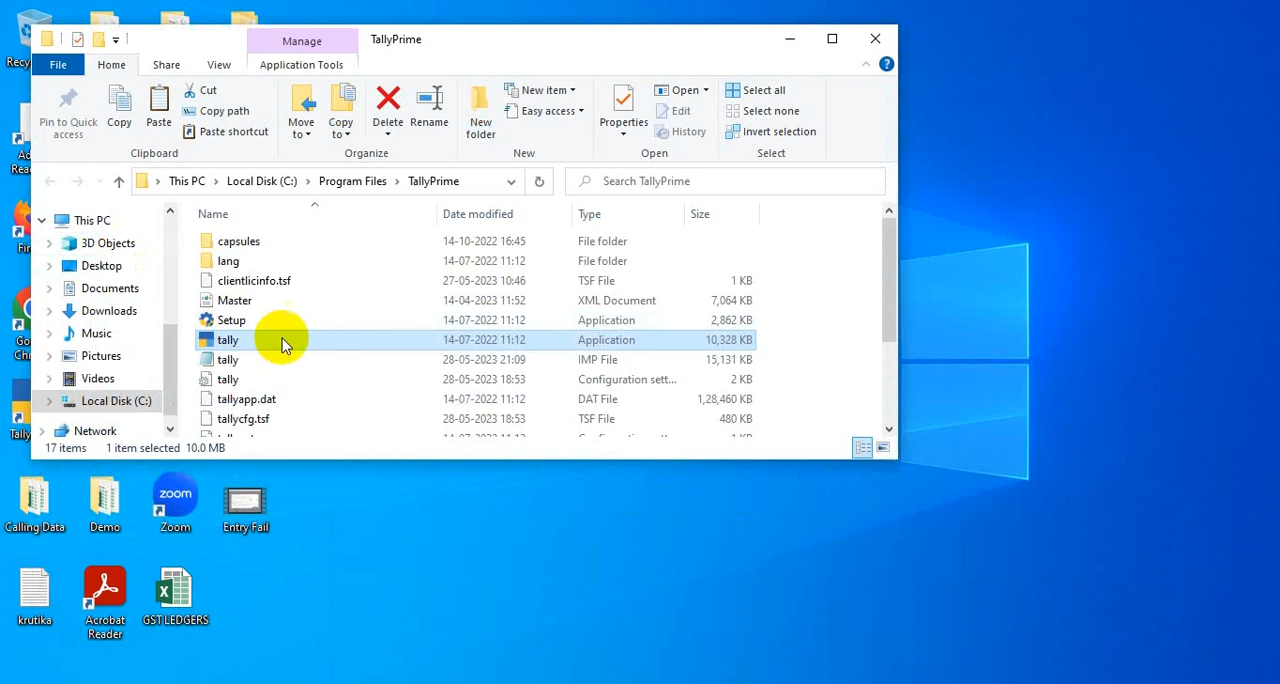 Manage
TallyPrime
File
Home
Share
View
Application Tools
Pin to Quick access
Copy
Paste
Cut
Copy path
Paste shortcut
Clipboard
Move to
Copy to
Delete
Rename
Organize
New folder
New item
Easy access
New
Properties
Open
Edit
History
Open
Select all
Select none
Invert selection
Select
This PC > Local Disk (C:) > Program Files > TallyPrime
Search TallyPrime
This PC
3D Objects
Desktop
Documents
Downloads
Music
Pictures
Videos
Local Disk (C:)
Network
Name Date modified Type Size
capsules 14-10-2022 16:45 File folder
lang 14-07-2022 11:12 File folder
clientlicinfo.tsf 27-05-2023 10:46 TSF File 1 KB
Master 14-04-2023 11:52 XML Document 7,064 KB
Setup 14-07-2022 11:12 Application 2,862 KB
tally 14-07-2022 11:12 Application 10,328 KB
tally 28-05-2023 21:09 IMP File 15,131 KB
tally 28-05-2023 18:53 Configuration sett... 2 KB
tallyapp.dat 14-07-2022 11:12 DAT File 1,28,460 KB
tallycfg.tsf 28-05-2023 18:53 TSF File 480 KB
17 items 1 item selected 10.0 MB
Calling Data
Demo
zoom
Zoom
Entry Fail
krutika
Acrobat Reader
GST LEDGERS